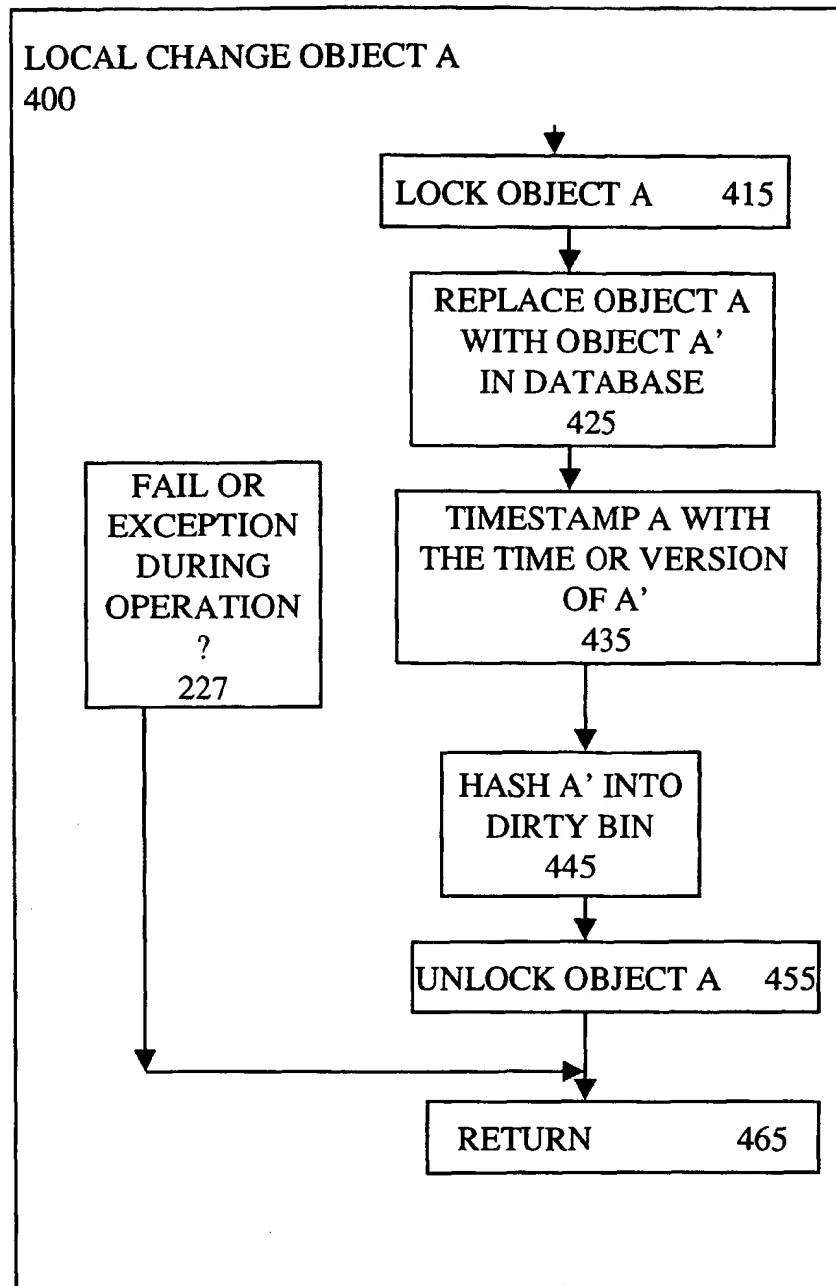 LOCAL CHANGE OBJECT A
400
LOCK OBJECT A 415
REPLACE OBJECT A
WITH OBJECT A'
IN DATABASE
425
FAIL OR
EXCEPTION
DURING
OPERATION
?
227
TIMESTAMP A WITH
THE TIME OR VERSION
OF A'
435
HASH A' INTO
DIRTY BIN
445
UNLOCK OBJECT A 455
RETURN 465